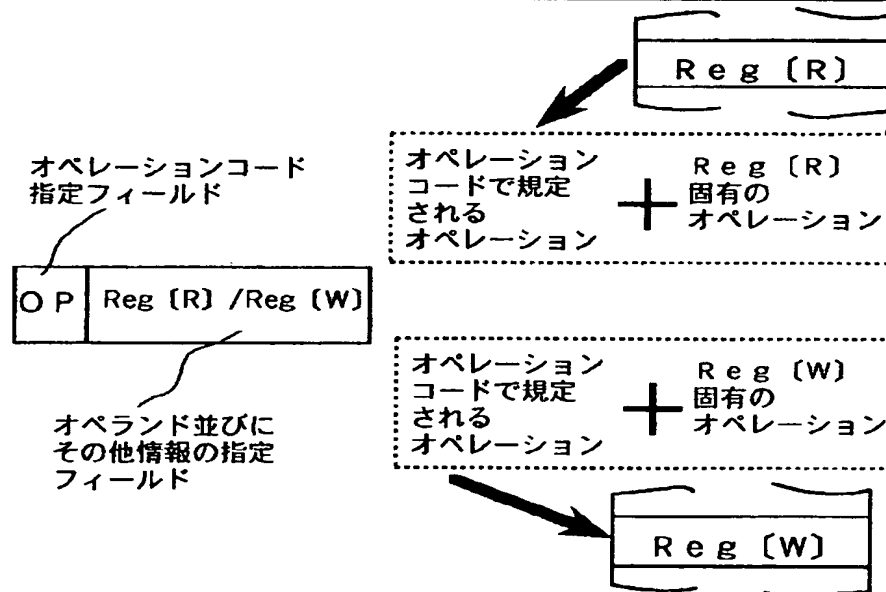 Reg〔R〕
オペレーション
コードで規定
される
オペレーション
＋
Reg〔R〕
固有の
オペレーション
オペレーションコード
指定フィールド
OP
Reg〔R〕/Reg〔W〕
オペランド並びに
その他情報の指定
フィールド
オペレーション
コードで規定
される
オペレーション
＋
Reg〔W〕
固有の
オペレーション
Reg〔W〕